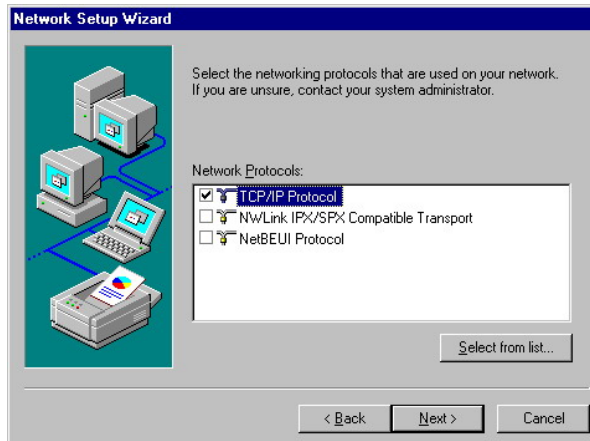 Network Setup Wizard
Select the networking protocols that are used on your network.
If you are unsure, contact your system administrator.
Network Protocols:
TCP/IP Protocol
NWLink IPX/SPX Compatible Transport
NetBEUI Protocol
Select from list...
< Back
Next >
Cancel